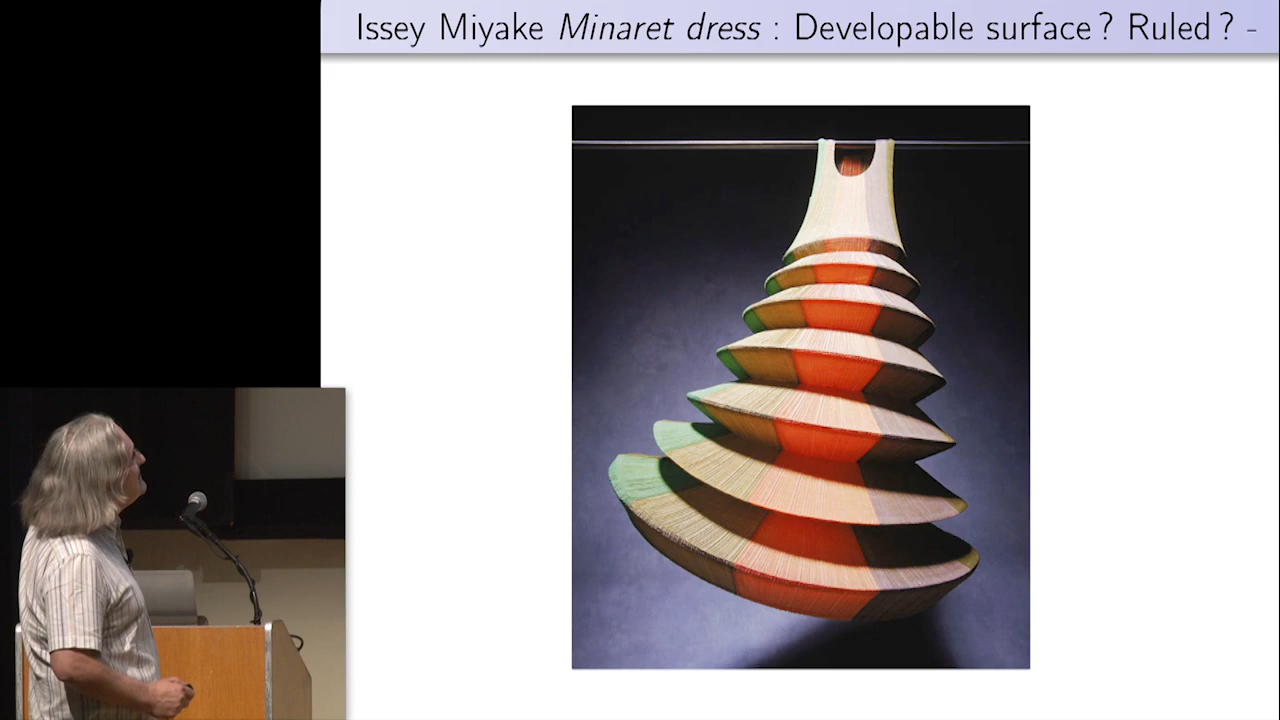 Issey Miyake Minaret dress : Developable surface ? Ruled ? -